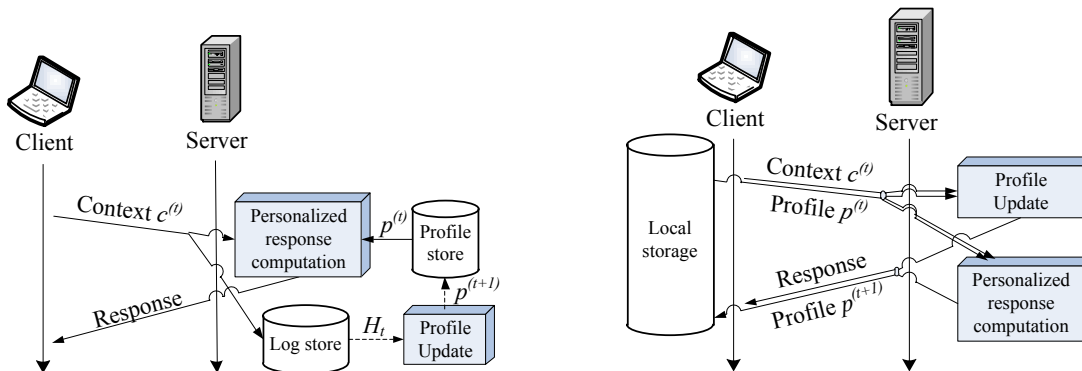 Client
Server
Context c^(t)
Personalized
response
computation
p^(t)
Profile
store
p^(t+1)
Response
Log store
H_t
Profile
Update
Client
Server
Context c^(t)
Profile p^(t)
Profile
Update
Local
storage
Response
Profile p^(t+1)
Personalized
response
computation